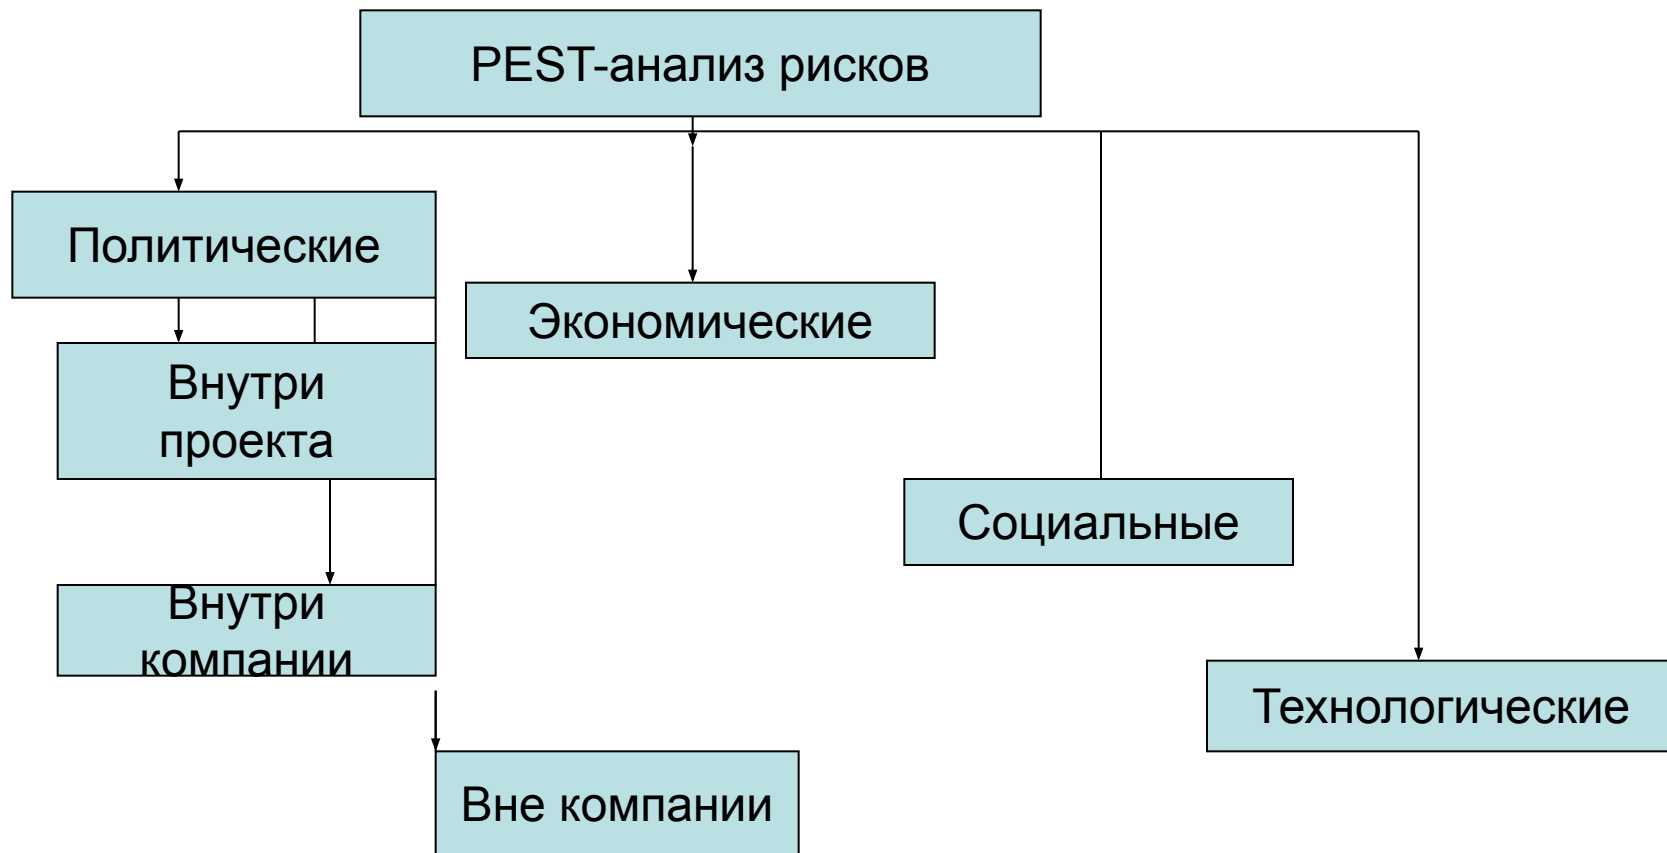 PEST-анализ рисков
Политические
Экономические
Внутри
проекта
Социальные
Внутри
компании
Технологические
Вне компании